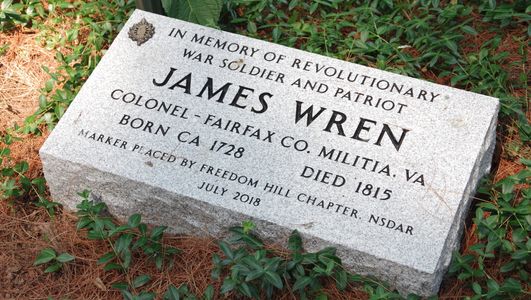 IN MEMORY OF REVOLUTIONARY
WAR SOLDIER AND PATRIOT
JAMES WREN
COLONEL - FAIRFAX CO. MILITIA, VA
BORN CA 1728 DIED 1815
MARKER PLACED BY FREEDOM HILL CHAPTER, NSDAR
JULY 2018